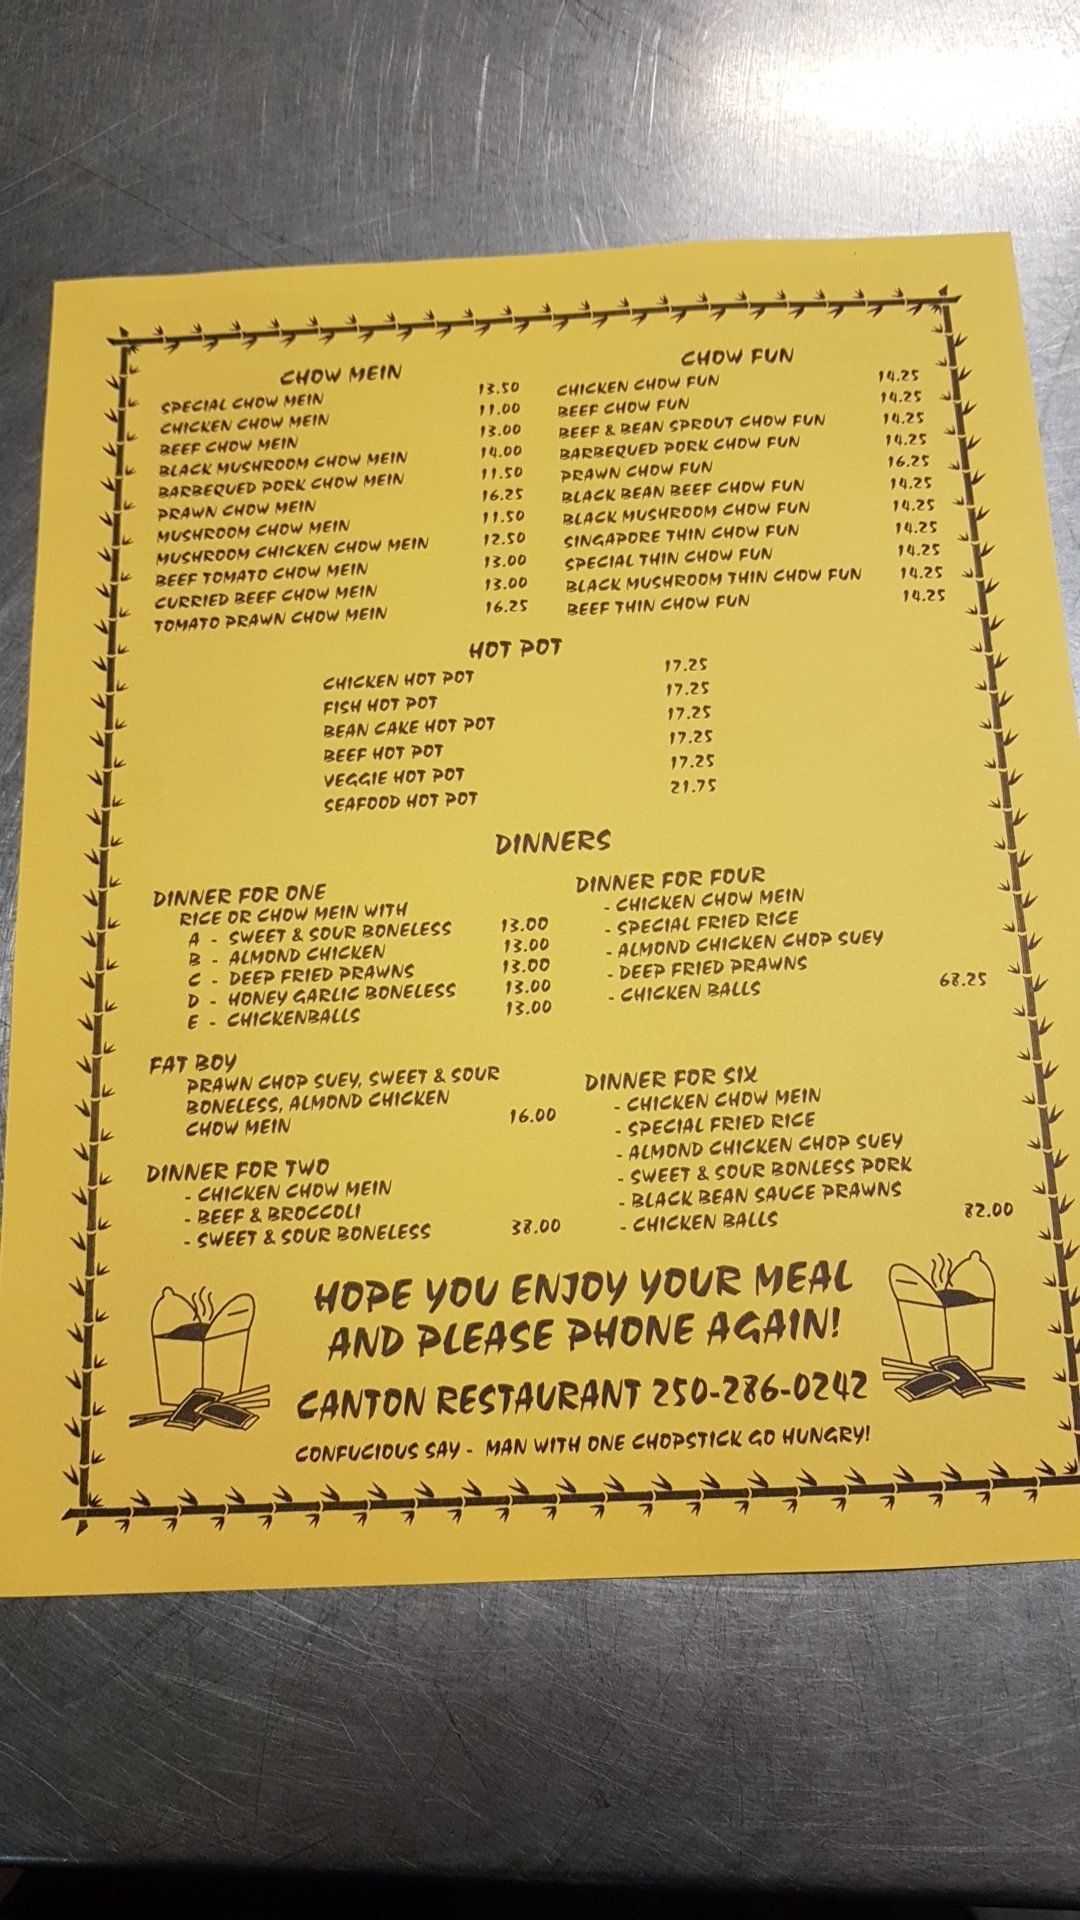 CHOW MEIN
SPECIAL CHOW MEIN 13.50
CHICKEN CHOW MEIN 11.00
BEEF CHOW MEIN 13.00
BLACK MUSHROOM CHOW MEIN 14.00
BARBEQUED PORK CHOW MEIN 11.50
PRAWN CHOW MEIN 16.25
MUSHROOM CHOW MEIN 11.50
MUSHROOM CHICKEN CHOW MEIN 12.50
BEEF TOMATO CHOW MEIN 13.00
CURRIED BEEF CHOW MEIN 13.00
TOMATO PRAWN CHOW MEIN 16.25
CHOW FUN
CHICKEN CHOW FUN 14.25
BEEF CHOW FUN 14.25
BEEF & BEAN SPROUT CHOW FUN 14.25
BARBEQUED PORK CHOW FUN 14.25
PRAWN CHOW FUN 16.25
BLACK BEAN BEEF CHOW FUN 14.25
BLACK MUSHROOM CHOW FUN 14.25
SINGAPORE THIN CHOW FUN 14.25
SPECIAL THIN CHOW FUN 14.25
BLACK MUSHROOM THIN CHOW FUN 14.25
BEEF THIN CHOW FUN 14.25
HOT POT
CHICKEN HOT POT 17.25
FISH HOT POT 17.25
BEAN CAKE HOT POT 17.25
BEEF HOT POT 17.25
VEGGIE HOT POT 17.25
SEAFOOD HOT POT 21.75
DINNERS
DINNER FOR ONE
RICE OR CHOW MEIN WITH
A - SWEET & SOUR BONELESS 13.00
B - ALMOND CHICKEN 13.00
C - DEEP FRIED PRAWNS 13.00
D - HONEY GARLIC BONELESS 13.00
E - CHICKENBALLS 13.00
FAT BOY
PRAWN CHOP SUEY, SWEET & SOUR
BONELESS, ALMOND CHICKEN
CHOW MEIN 16.00
DINNER FOR TWO
- CHICKEN CHOW MEIN
- BEEF & BROCCOLI
- SWEET & SOUR BONELESS 38.00
DINNER FOR FOUR
- CHICKEN CHOW MEIN
- SPECIAL FRIED RICE
- ALMOND CHICKEN CHOP SUEY
- DEEP FRIED PRAWNS
- CHICKEN BALLS 68.25
DINNER FOR SIX
- CHICKEN CHOW MEIN
- SPECIAL FRIED RICE
- ALMOND CHICKEN CHOP SUEY
- SWEET & SOUR BONLESS PORK
- BLACK BEAN SAUCE PRAWNS
- CHICKEN BALLS 82.00
HOPE YOU ENJOY YOUR MEAL
AND PLEASE PHONE AGAIN!
CANTON RESTAURANT 250-286-0242
CONFUCIOUS SAY - MAN WITH ONE CHOPSTICK GO HUNGRY!